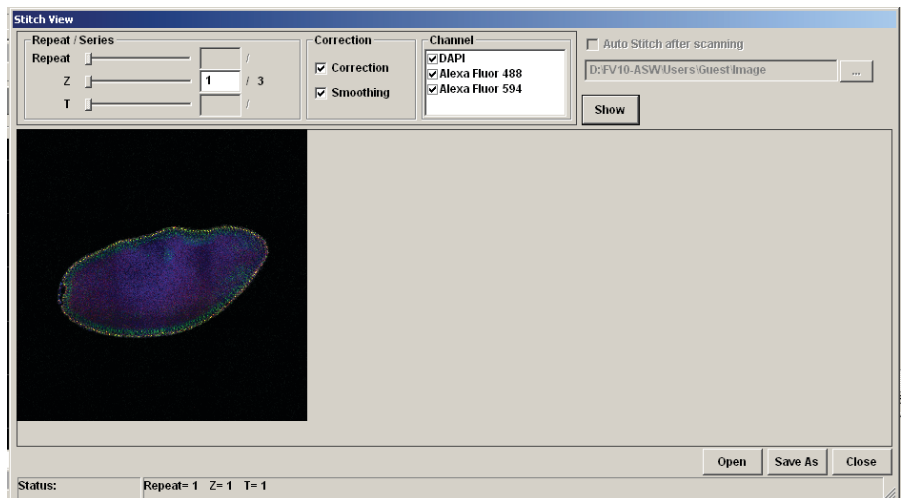 Stitch View
Repeat / Series
Repeat /
Z 1 / 3
T /
Correction
Correction
Smoothing
Channel
DAPI
Alexa Fluor 488
Alexa Fluor 594
Auto Stitch after scanning
D:\FV10-ASW\Users\Guest\Image ...
Show
Open Save As Close
Status: Repeat= 1 Z= 1 T= 1